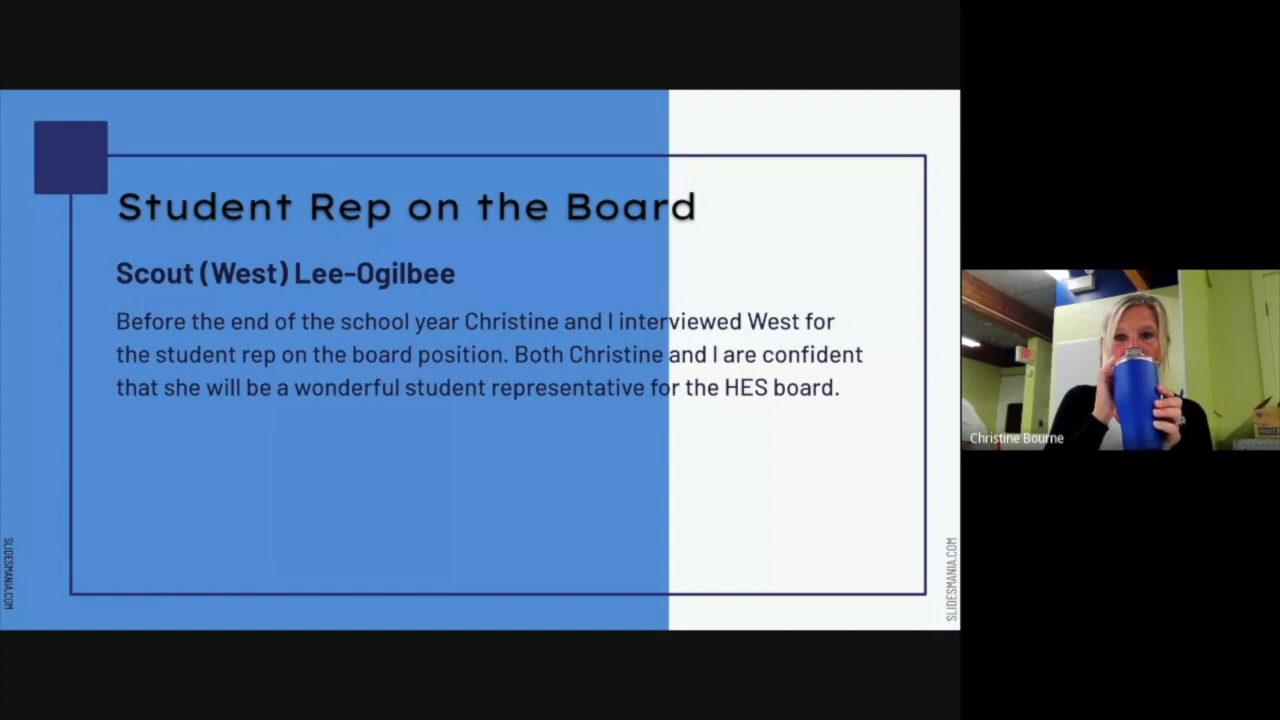 Student Rep on the Board
Scout (West) Lee-Ogilbee
Before the end of the school year Christine and I interviewed West for
the student rep on the board position. Both Christine and I are confident
that she will be a wonderful student representative for the HES board.
SLIDESMANIA.COM
SLIDESMANIA.COM
Christine Bourne
EXIT